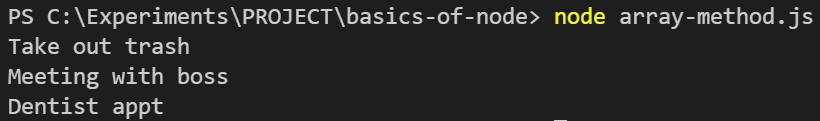 PS C:\Experiments\PROJECT\basics-of-node> node array-method.js
Take out trash
Meeting with boss
Dentist appt